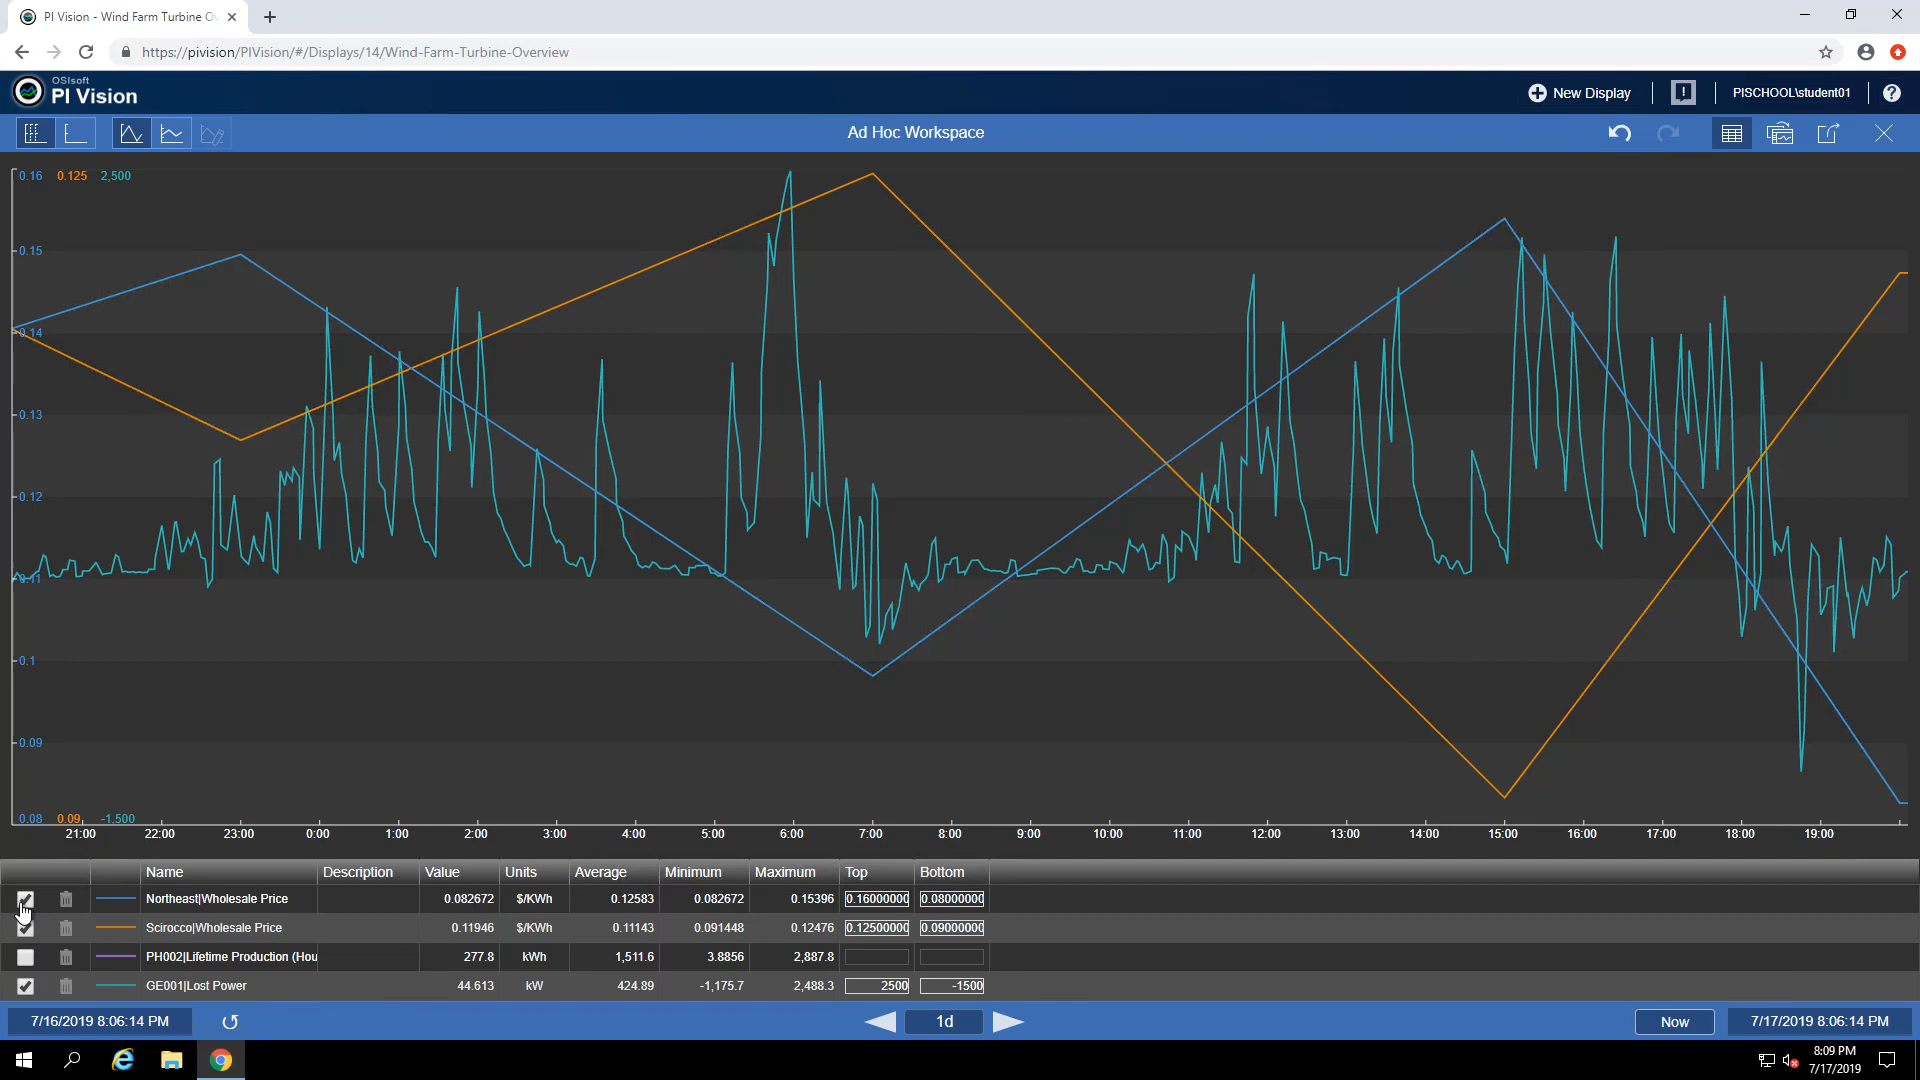 PI Vision - Wind Farm Turbine Ov
https://pivision/PIVision/#/Displays/14/Wind-Farm-Turbine-Overview
OSIsoft
PI Vision
New Display
PISCHOOL\student01
Ad Hoc Workspace
0.16 0.125 2,500
0.15
0.14
0.13
0.12
0.11
0.1
0.09
0.08 0.09 -1,500
21:00 22:00 23:00 0:00 1:00 2:00 3:00 4:00 5:00 6:00 7:00 8:00 9:00 10:00 11:00 12:00 13:00 14:00 15:00 16:00 17:00 18:00 19:00
Name Description Value Units Average Minimum Maximum Top Bottom
Northeast|Wholesale Price 0.082672 $/KWh 0.12583 0.082672 0.15396 0.16000000 0.08000000
Scirocco|Wholesale Price 0.11946 $/KWh 0.11143 0.091448 0.12476 0.12500000 0.09000000
PH002|Lifetime Production (Hou 277.8 kWh 1,511.6 3.8856 2,887.8
GE001|Lost Power 44.613 kW 424.89 -1,175.7 2,488.3 2500 -1500
7/16/2019 8:06:14 PM 1d Now 7/17/2019 8:06:14 PM
8:09 PM
7/17/2019